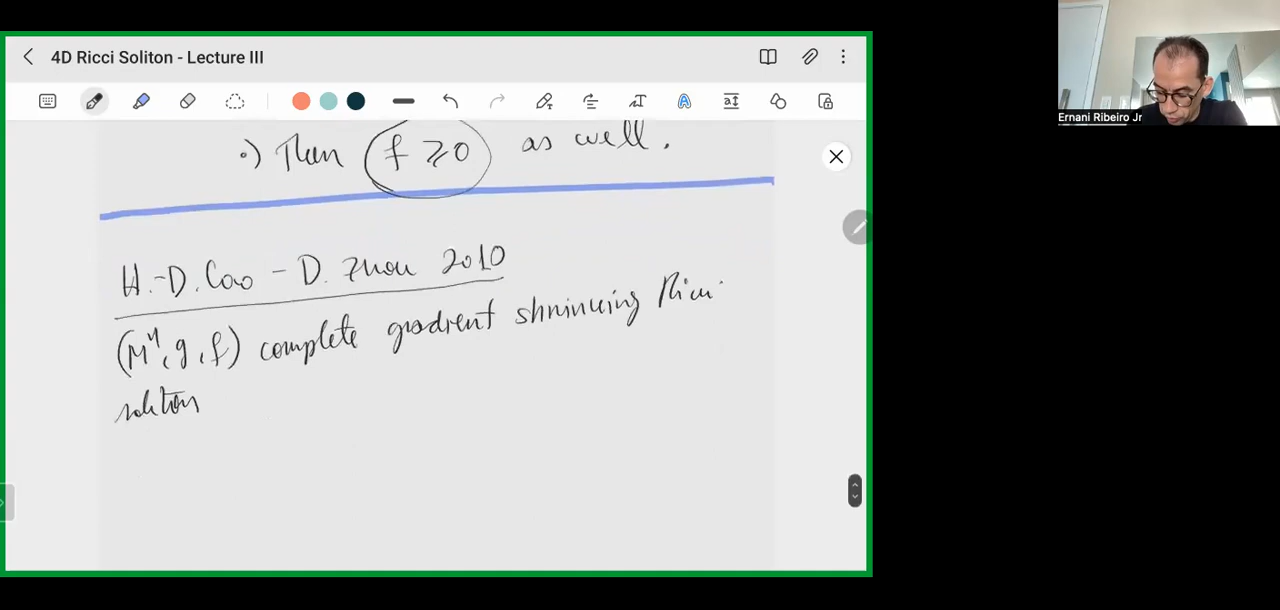 4D Ricci Soliton - Lecture III
Ernani Ribeiro Jr
•) Then f ≥ 0 as well.
H.-D. Cao - D. Zhou 2010
(Mⁿ, g, f) complete gradient shrinking Ricci
soliton